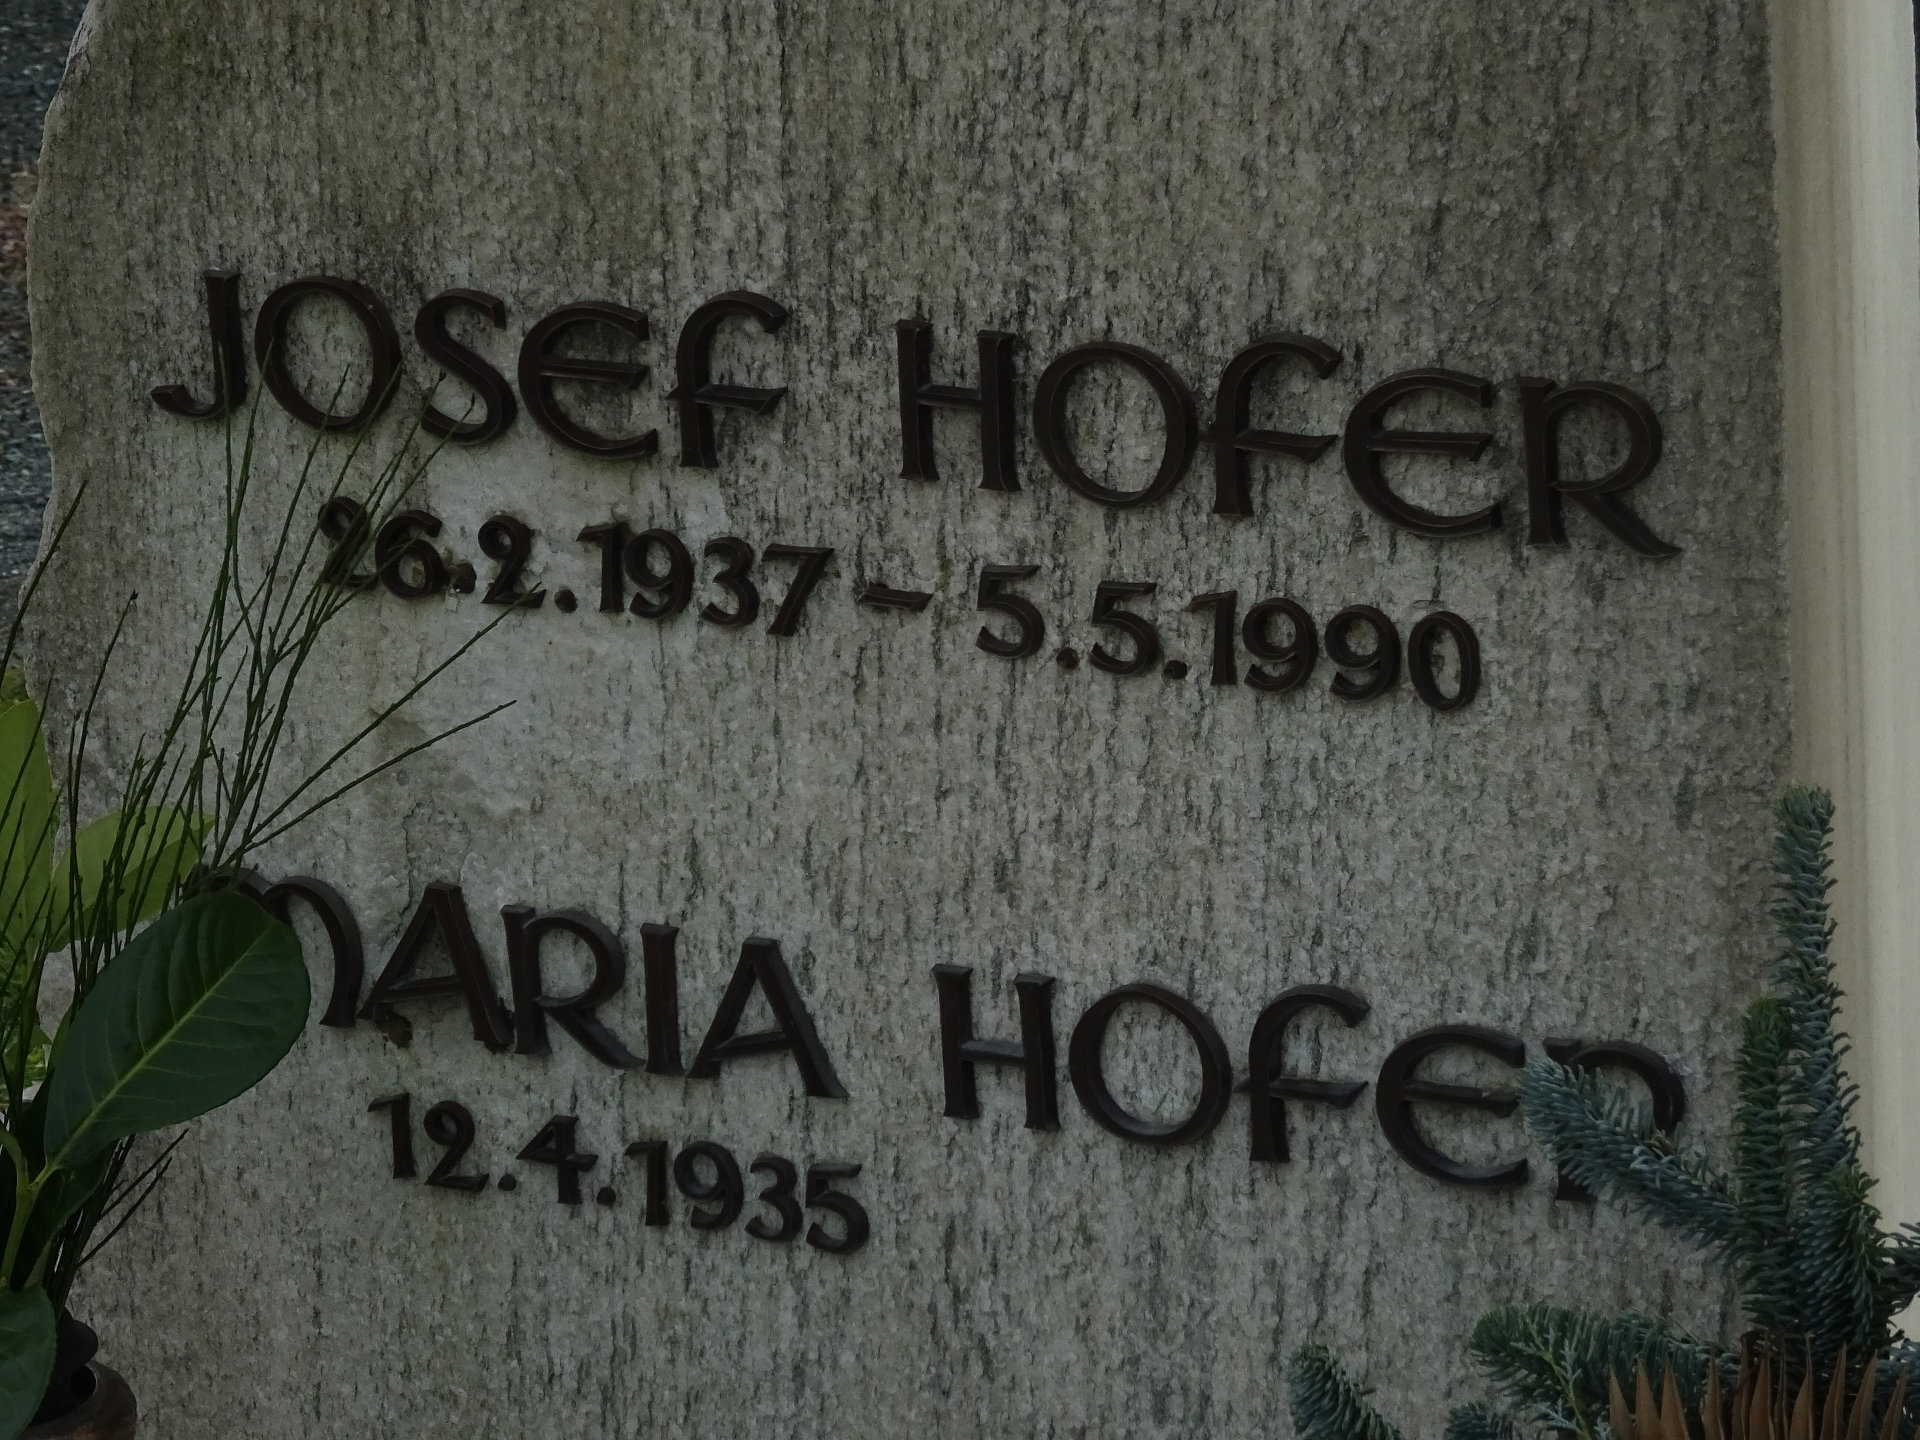 JOSEF HOFER
26.2.1937 – 5.5.1990
MARIA HOFER
12.4.1935